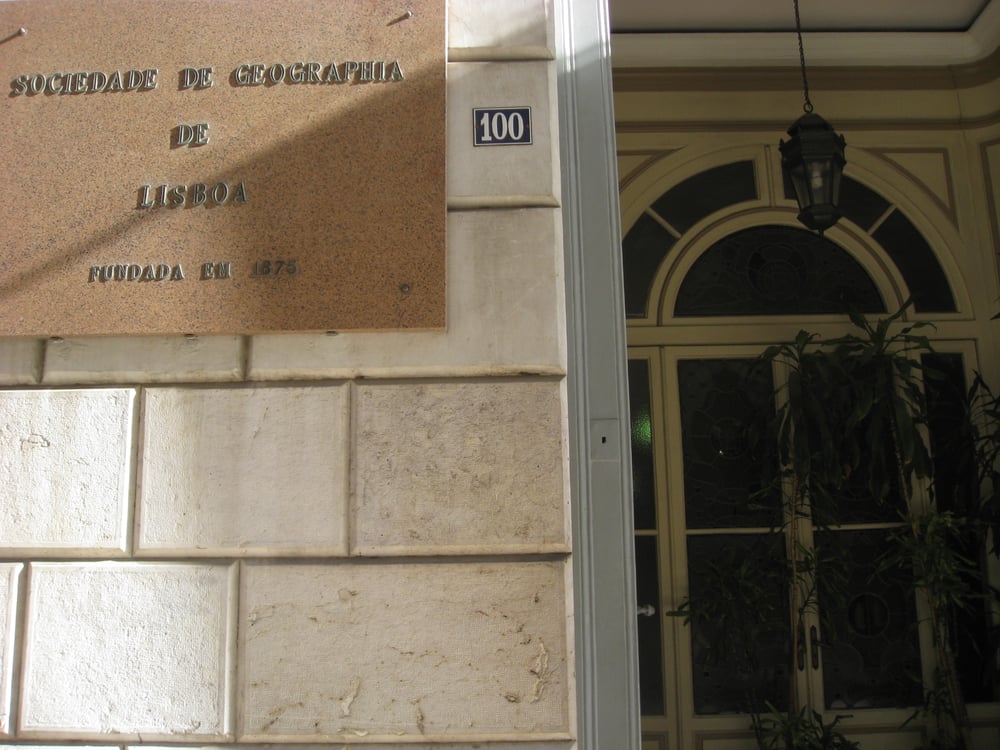 SOCIEDADE DE GEOGRAPHIA
DE
LISBOA
FUNDADA EM 1875
100